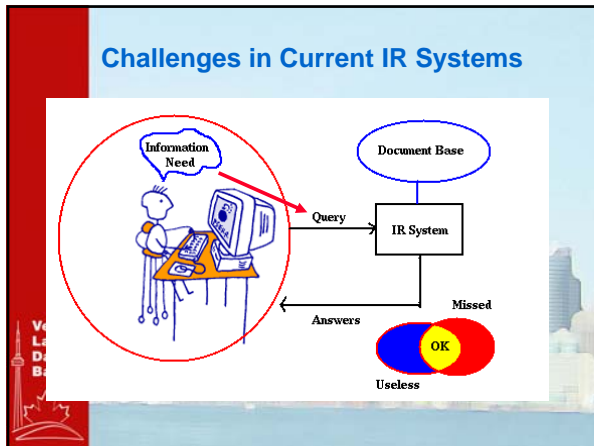 Challenges in Current IR Systems
Information
Need
Document Base
Query
IR System
Answers
Missed
OK
Useless